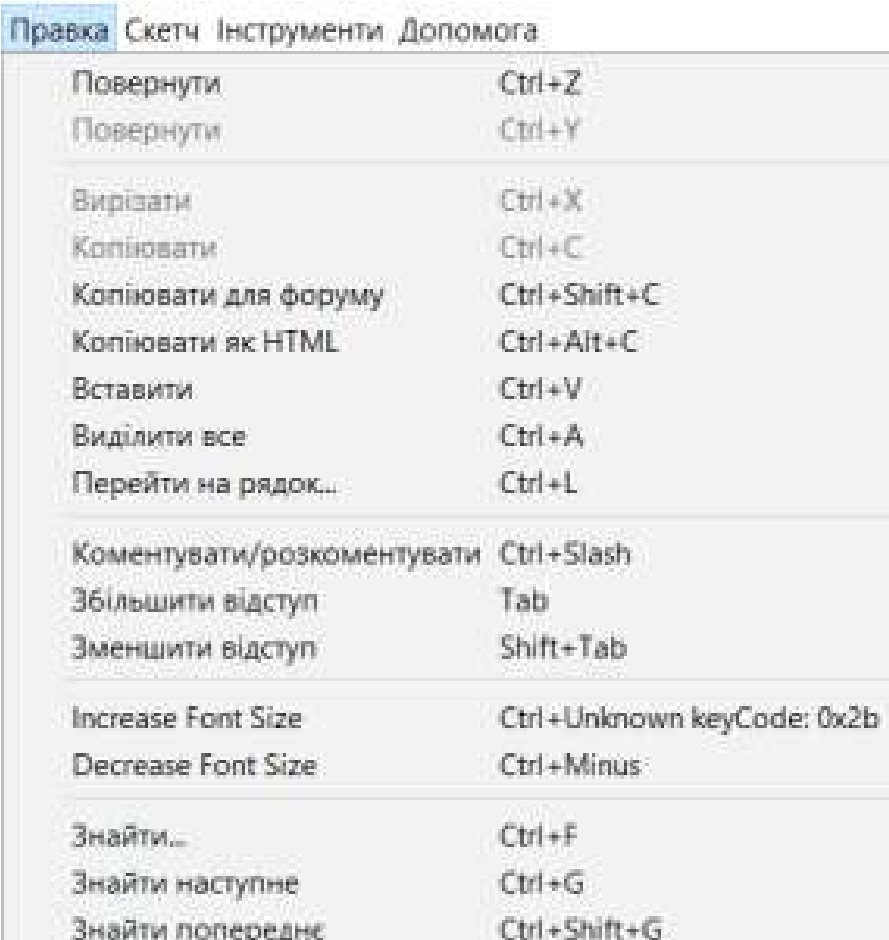 Правка Скетч Інструменти Допомога
Повернути Ctrl+Z
Повернути Ctrl+Y
Вирізати Ctrl+X
Копіювати Ctrl+C
Копіювати для форуму Ctrl+Shift+C
Копіювати як HTML Ctrl+Alt+C
Вставити Ctrl+V
Виділити все Ctrl+A
Перейти на рядок... Ctrl+L
Коментувати/розкоментувати Ctrl+Slash
Збільшити відступ Tab
Зменшити відступ Shift+Tab
Increase Font Size Ctrl+Unknown keyCode: 0x2b
Decrease Font Size Ctrl+Minus
Знайти... Ctrl+F
Знайти наступне Ctrl+G
Знайти попереднє Ctrl+Shift+G